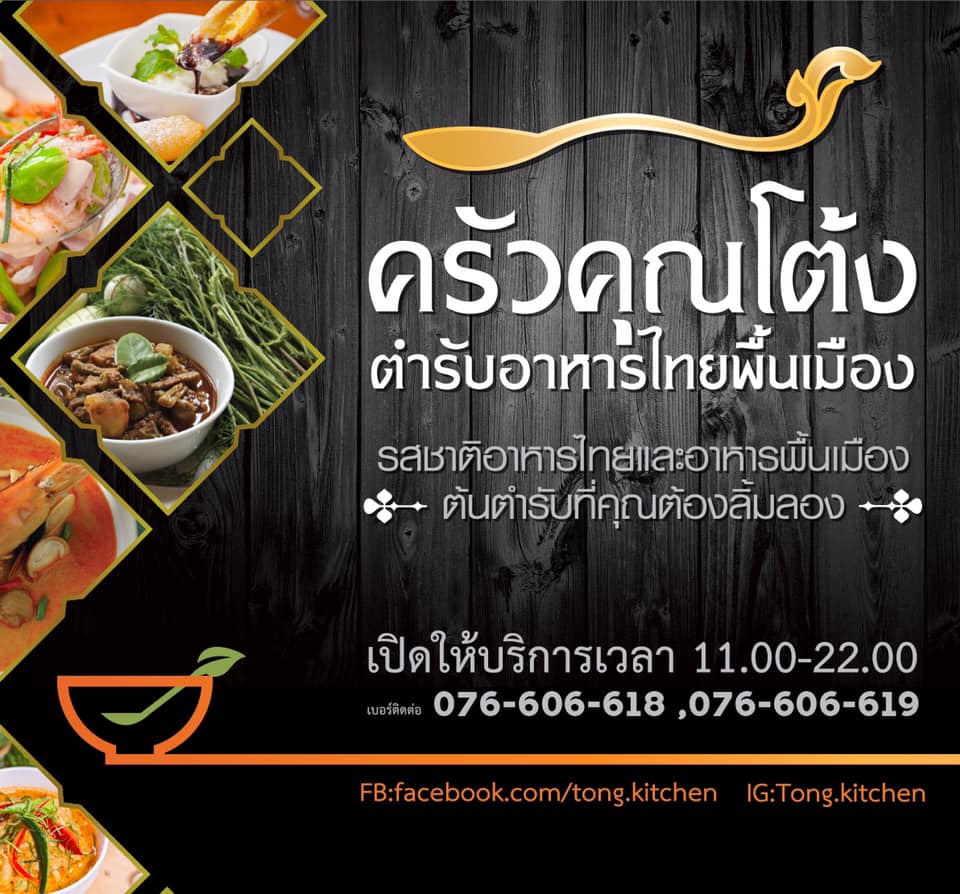 ครัวคุณโต้ง
ตำรับอาหารไทยพื้นเมือง
รสชาติอาหารไทยและอาหารพื้นเมือง
ต้นตำรับที่คุณต้องลิ้มลอง
เปิดให้บริการเวลา 11.00-22.00
เบอร์ติดต่อ 076-606-618 ,076-606-619
FB:facebook.com/tong.kitchen IG:Tong.kitchen